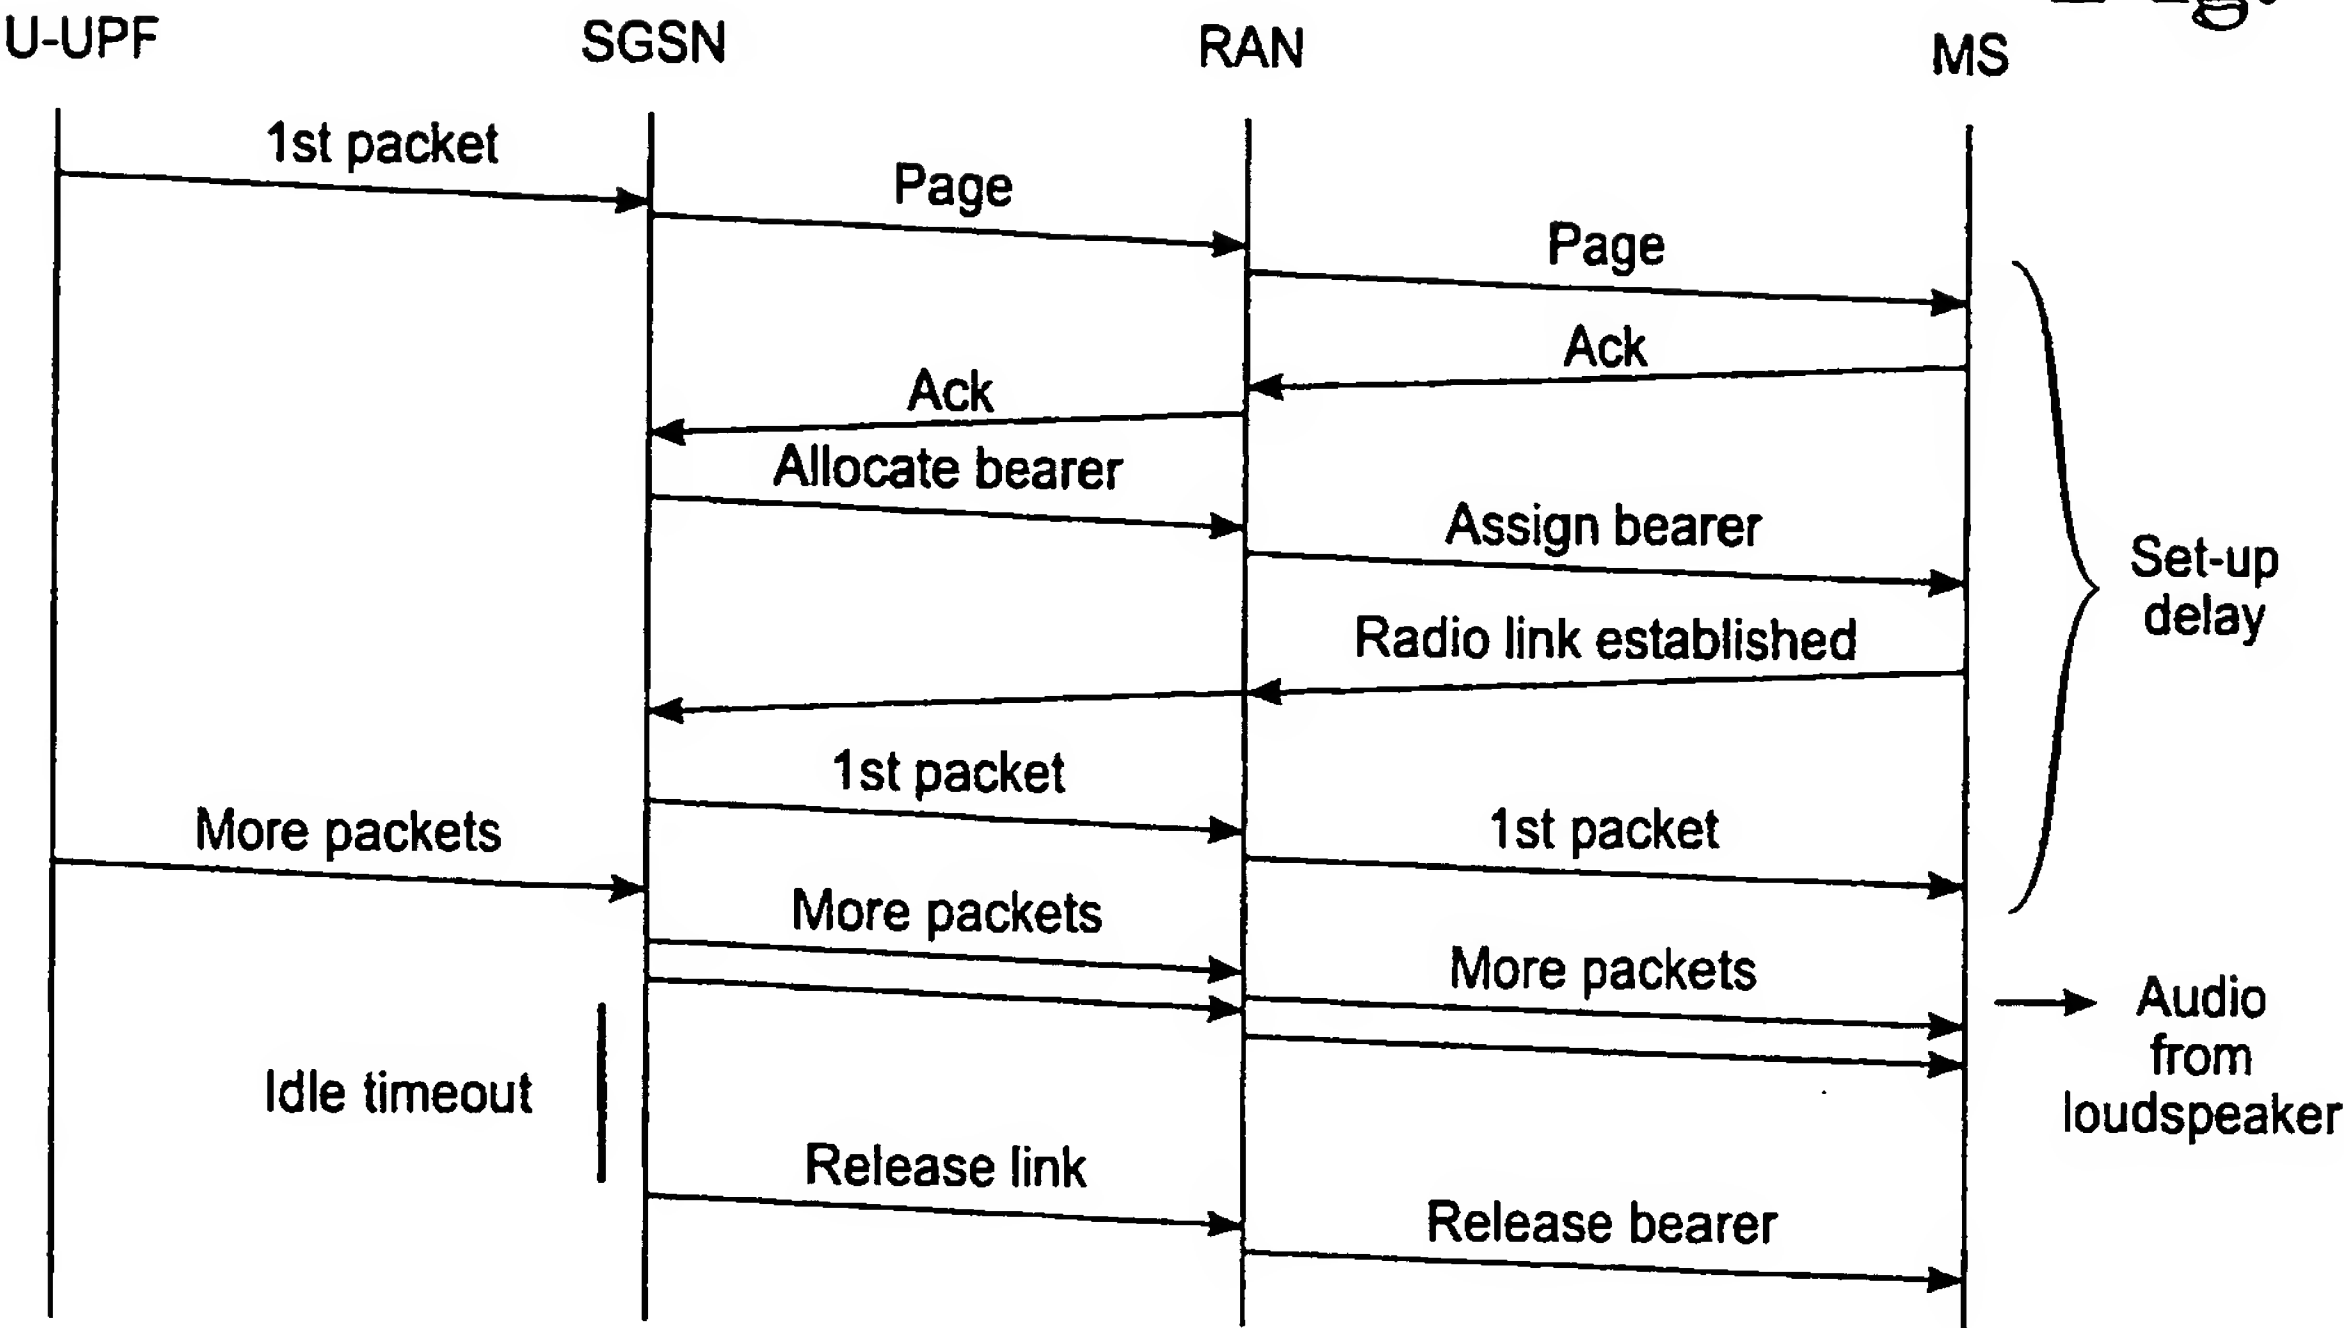 U-UPF
SGSN
RAN
MS
1st packet
Page
Page
Ack
Ack
Allocate bearer
Assign bearer
Set-up
delay
Radio link established
1st packet
More packets
1st packet
More packets
More packets
Audio
from
loudspeaker
Idle timeout
Release link
Release bearer